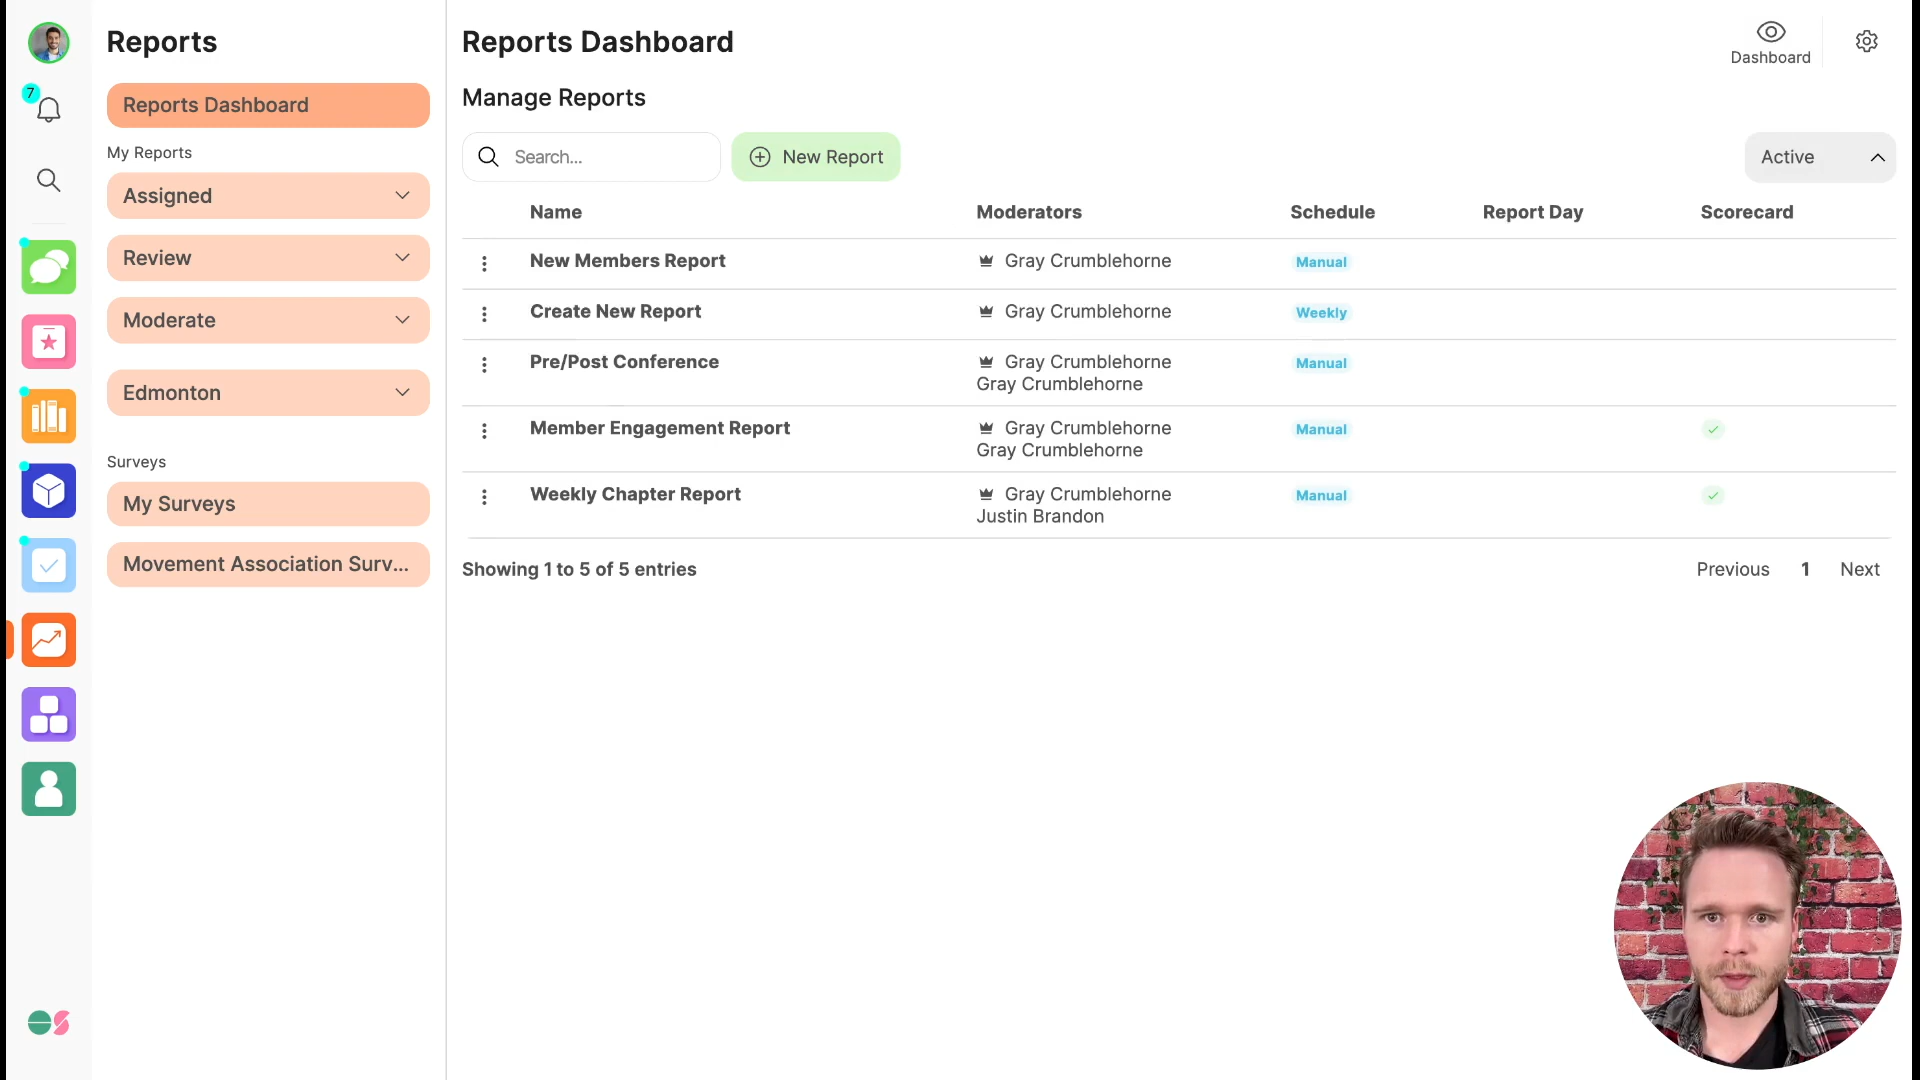 Reports
Reports Dashboard
Dashboard
7
Reports Dashboard
Manage Reports
My Reports
Search...
New Report
Active
Assigned
Name
Moderators
Schedule
Report Day
Scorecard
Review
New Members Report
Gray Crumblehorne
Manual
Moderate
Create New Report
Gray Crumblehorne
Weekly
Edmonton
Pre/Post Conference
Gray Crumblehorne
Gray Crumblehorne
Manual
Member Engagement Report
Gray Crumblehorne
Gray Crumblehorne
Manual
Surveys
My Surveys
Weekly Chapter Report
Gray Crumblehorne
Justin Brandon
Manual
Movement Association Surv...
Showing 1 to 5 of 5 entries
Previous 1 Next